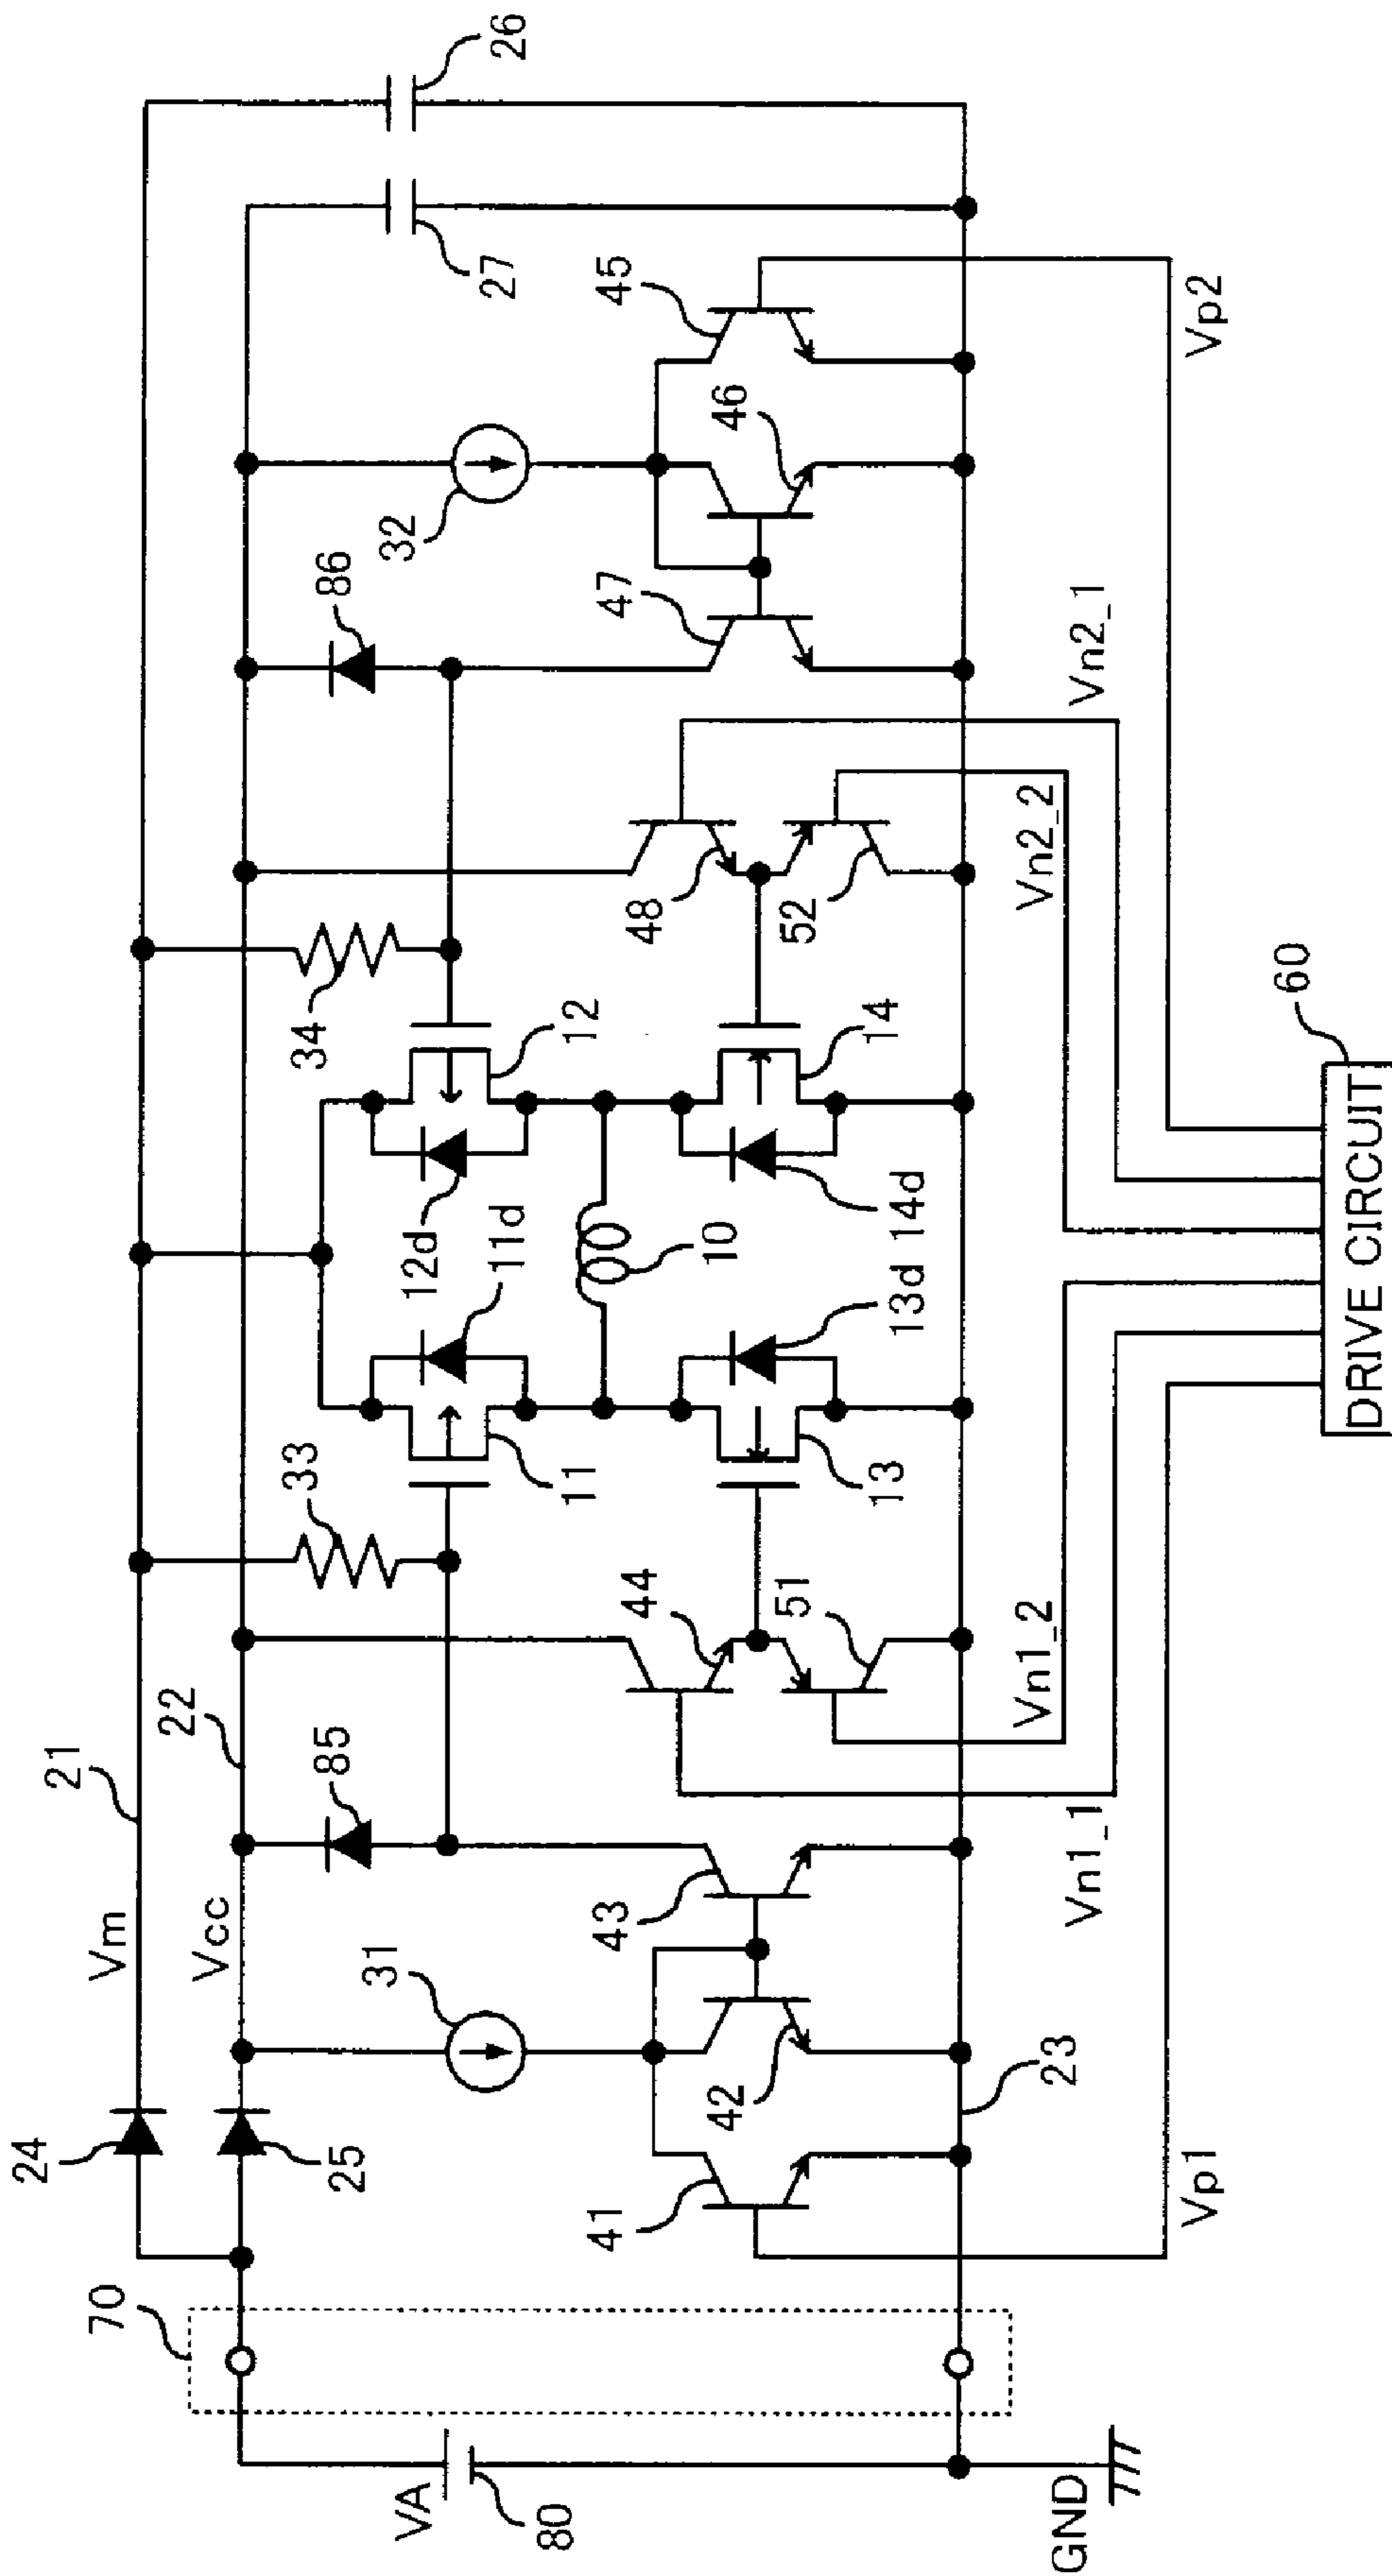 26
27
45
Vp2
46
32
47
86
Vn2_1
Vn2_2
48
52
34
12
14
60
12d
11d
10
14d
13d
DRIVE CIRCUIT
33
11
13
44
51
Vn1_2
22
21
85
43
Vn1_1
Vm
Vcc
31
42
23
24
25
41
Vp1
70
VA
80
GND